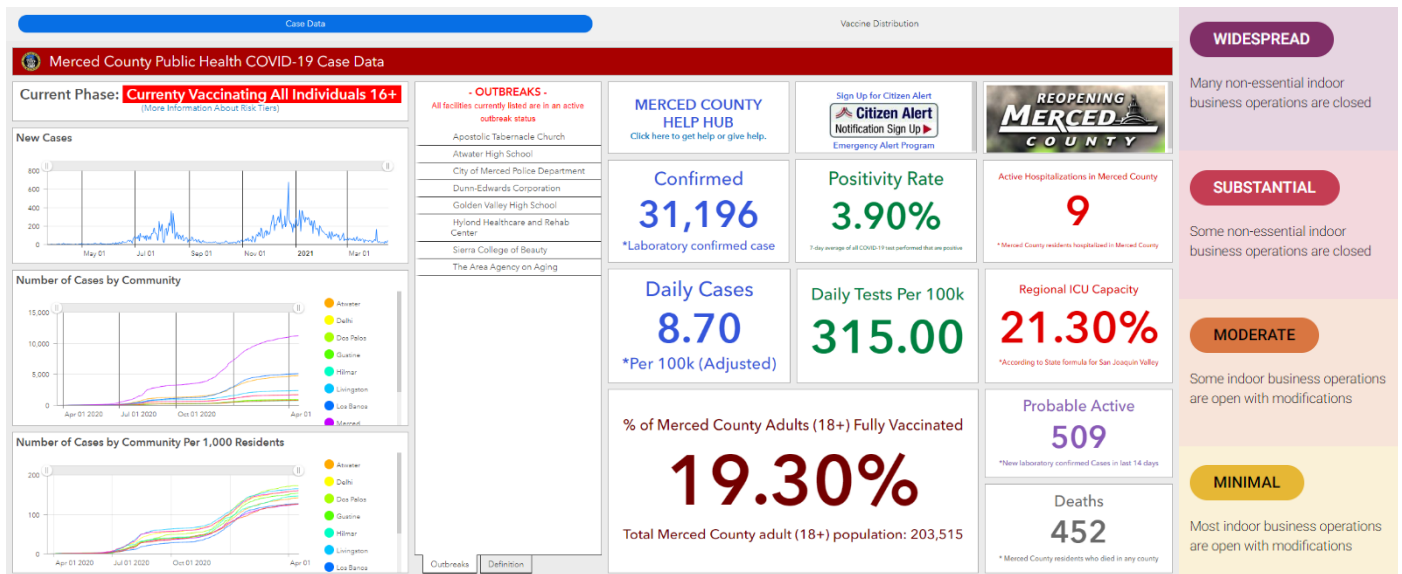 Case Data
Vaccine Distribution
Merced County Public Health COVID-19 Case Data
Current Phase: Currenty Vaccinating All Individuals 16+
(More Information About Risk Tiers)
New Cases
800
600
400
200
0
May 01
Jul 01
Sep 01
Nov 01
2021
Mar 01
Number of Cases by Community
15,000
10,000
5,000
0
Apr 01 2020
Jul 01 2020
Oct 01 2020
Apr 01
Atwater
Delhi
Dos Palos
Gustine
Hilmar
Livingston
Los Banos
Merced
Number of Cases by Community Per 1,000 Residents
200
100
0
Apr 01 2020
Jul 01 2020
Oct 01 2020
Apr 01
Atwater
Delhi
Dos Palos
Gustine
Hilmar
Livingston
Los Banos
- OUTBREAKS -
All facilities currently listed are in an active
outbreak status
Apostolic Tabernacle Church
Atwater High School
City of Merced Police Department
Dunn-Edwards Corporation
Golden Valley High School
Hylond Healthcare and Rehab
Center
Sierra College of Beauty
The Area Agency on Aging
Outbreaks
Definition
MERCED COUNTY
HELP HUB
Click here to get help or give help.
Sign Up for Citizen Alert
Citizen Alert
Notification Sign Up
Emergency Alert Program
REOPENING
MERCED
COUNTY
Confirmed
31,196
*Laboratory confirmed case
Positivity Rate
3.90%
7-day average of all COVID-19 test performed that are positive
Active Hospitalizations in Merced County
9
* Merced County residents hospitalized in Merced County
Daily Cases
8.70
*Per 100k (Adjusted)
Daily Tests Per 100k
315.00
Regional ICU Capacity
21.30%
*According to State formula for San Joaquin Valley
% of Merced County Adults (18+) Fully Vaccinated
19.30%
Total Merced County adult (18+) population: 203,515
Probable Active
509
*New laboratory confirmed Cases in last 14 days
Deaths
452
* Merced County residents who died in any county
WIDESPREAD
Many non-essential indoor
business operations are closed
SUBSTANTIAL
Some non-essential indoor
business operations are closed
MODERATE
Some indoor business operations
are open with modifications
MINIMAL
Most indoor business operations
are open with modifications